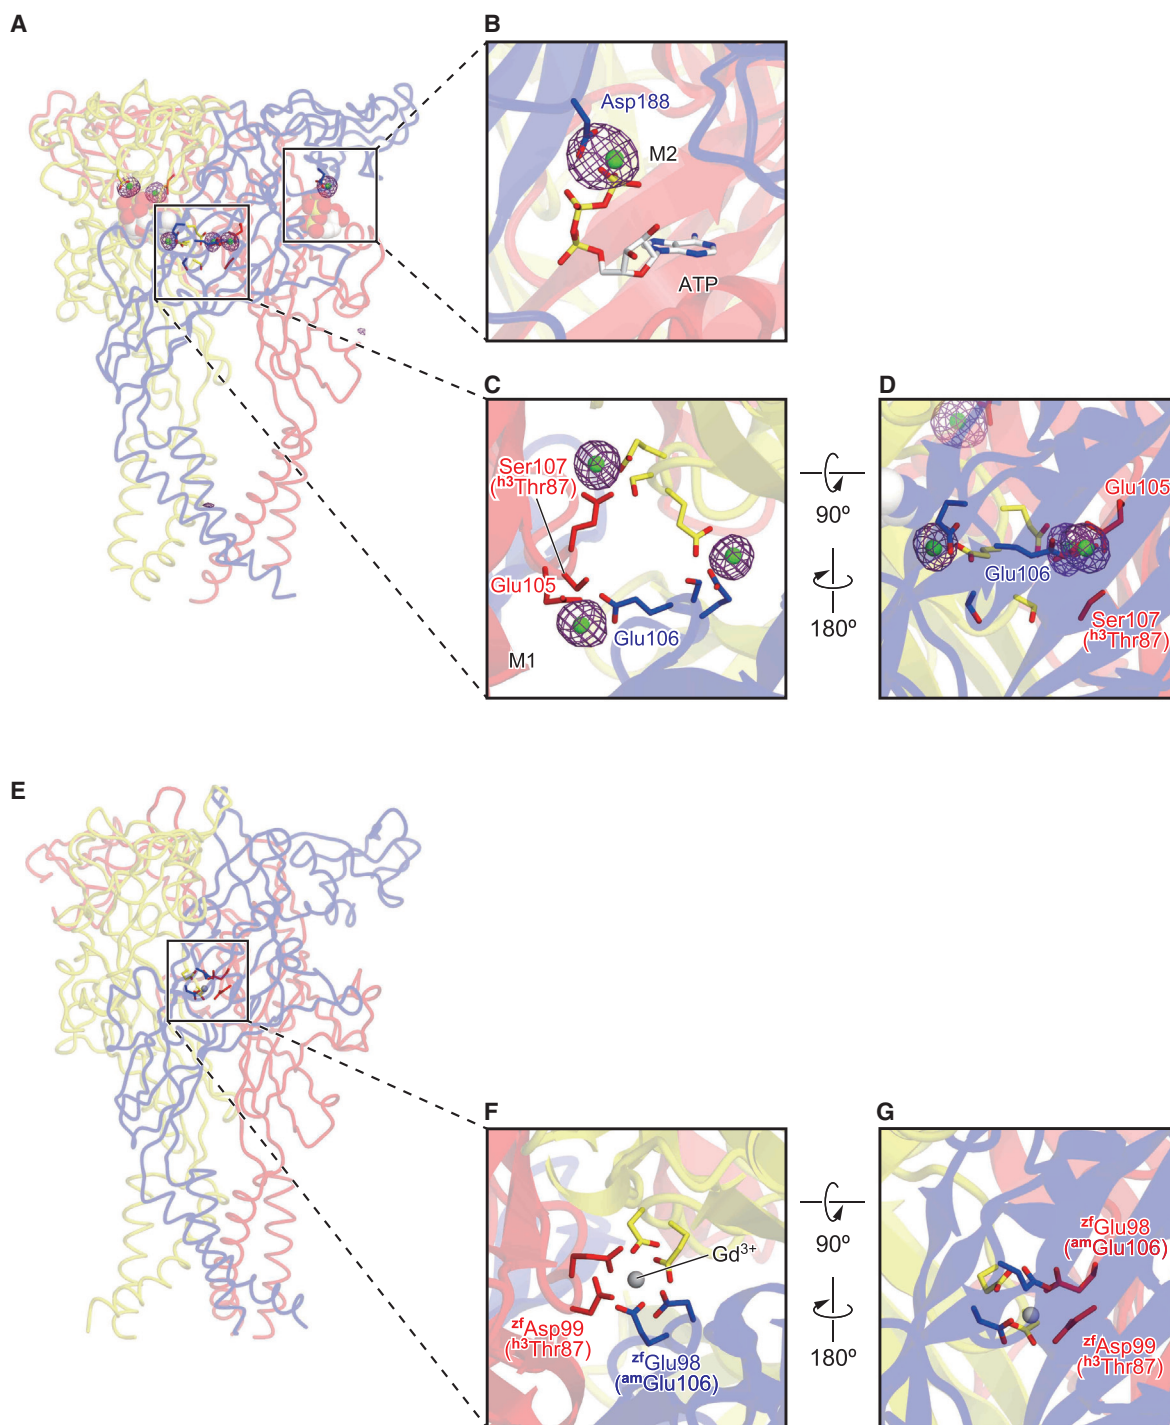 A
B
Asp188
M2
ATP
C
Ser107
(h3Thr87)
Glu105
Glu106
M1
90º
180º
D
Glu105
Glu106
Ser107
(h3Thr87)
E
F
Gd3+
zfAsp99
(h3Thr87)
zfGlu98
(amGlu106)
90º
180º
G
zfGlu98
(amGlu106)
zfAsp99
(h3Thr87)